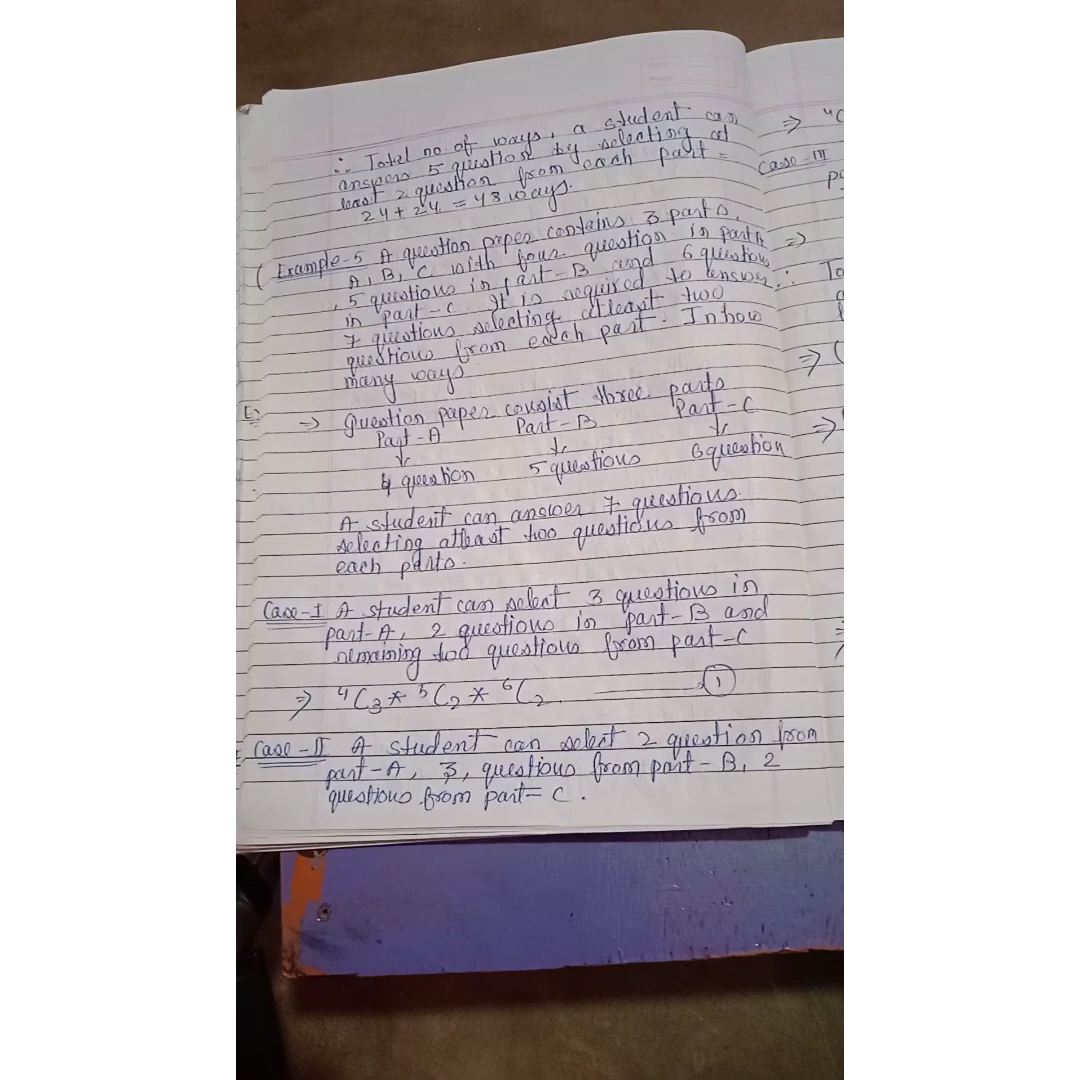 ∴ Total no of ways, a student can
answers 5 question by selecting at
least 2 question from each part =
24 + 24 = 48 ways.
Example-5 A question paper contains 3 parts,
A, B, C with four question in part A
, 5 questions in part-B and 6 questions
in part-C. It is required to answer
7 questions selecting atleast two
questions from each part. In how
many ways
⇒ Question paper consist three parts
Part-A Part-B Part-C
↓ ↓ ↓
4 question 5 questions 6 question
A student can answer 7 questions.
selecting atleast two questions from
each parts.
Case-I A student can select 3 questions in
part-A, 2 questions in part-B and
remaining two questions from part-C
⇒ ⁴C₃ * ⁵C₂ * ⁶C₂ ——— ①
Case-II A student can select 2 question from
part-A, 3, questions from part-B, 2
questions from part= C.
⇒ ⁴C
Case-III
⇒
∴ To
⇒ (
⇒